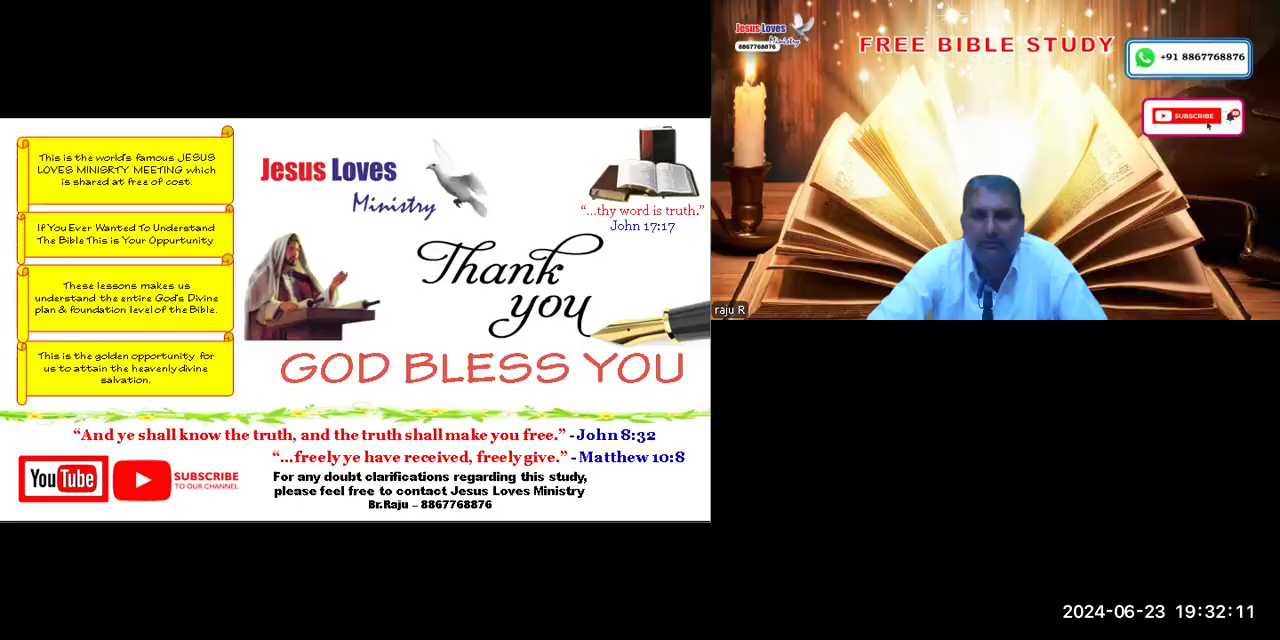 This is the world's famous JESUS
LOVES MINISRTY MEETING which
is shared at free of cost.
If You Ever Wanted To Understand
The Bible This is Your Oppurtunity
These lessons makes us
understand the entire God's Divine
plan & foundation level of the Bible.
This is the golden opportunity for
us to attain the heavenly divine
salvation.
Jesus Loves
Ministry
"...thy word is truth."
John 17:17
Thank
you
GOD BLESS YOU
"And ye shall know the truth, and the truth shall make you free." - John 8:32
"...freely ye have received, freely give." - Matthew 10:8
YouTube
SUBSCRIBE
TO OUR CHANNEL
For any doubt clarifications regarding this study,
please feel free to contact Jesus Loves Ministry
Br.Raju – 8867768876
Jesus Loves
Ministry
8867768876
FREE BIBLE STUDY
+91 8867768876
SUBSCRIBE
raju R
2024-06-23 19:32:11